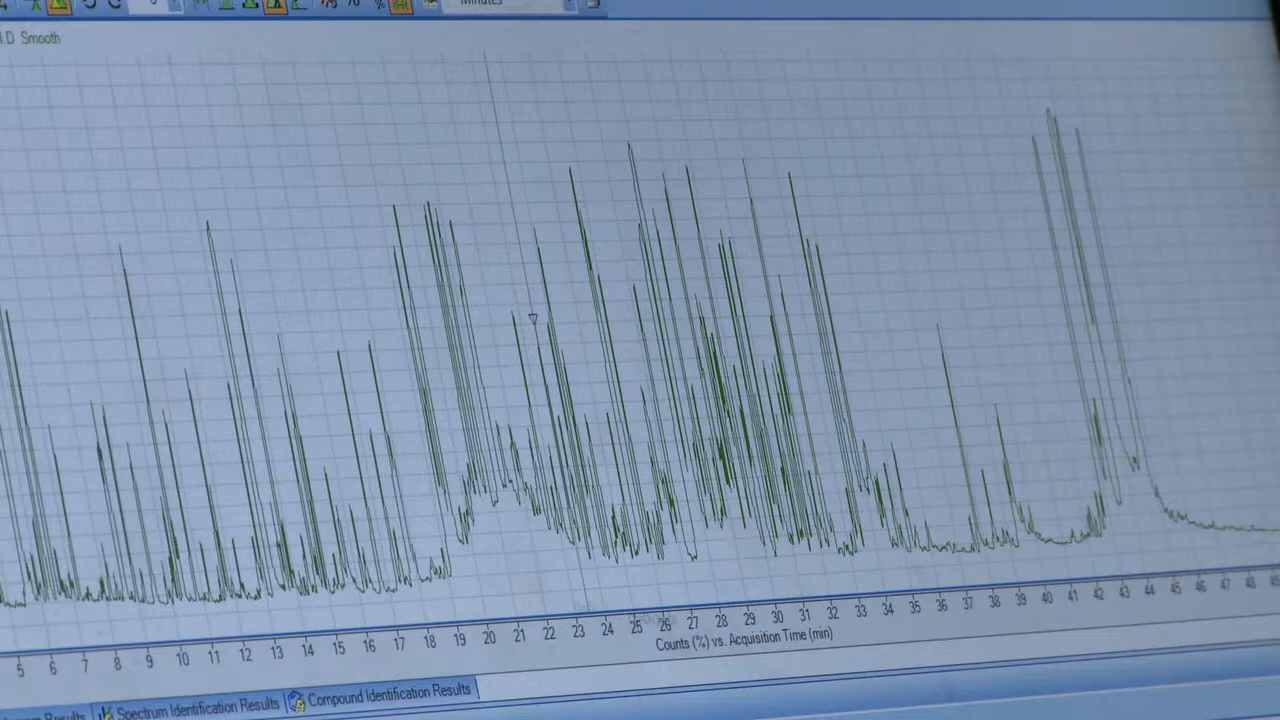 Minutes
Smooth
5 6 7 8 9 10 11 12 13 14 15 16 17 18 19 20 21 22 23 24 25 26 27 28 29 30 31 32 33 34 35 36 37 38 39 40 41 42 43 44 45 46 47 48
Counts (%) vs. Acquisition Time (min)
Results Spectrum Identification Results Compound Identification Results